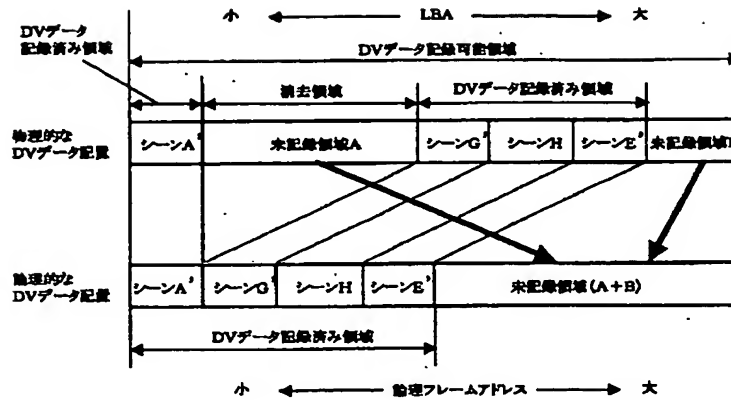 小 LBA 大
DVデータ
記録済み領域
DVデータ記録可能領域
消去領域 DVデータ記録済み領域
物理的な
DVデータ配置
シーンA' 未記録領域A シーンG' シーンH シーンE' 未記録領域B
論理的な
DVデータ配置
シーンA' シーンG' シーンH シーンE' 未記録領域(A+B)
DVデータ記録済み領域
小 論理フレームアドレス 大